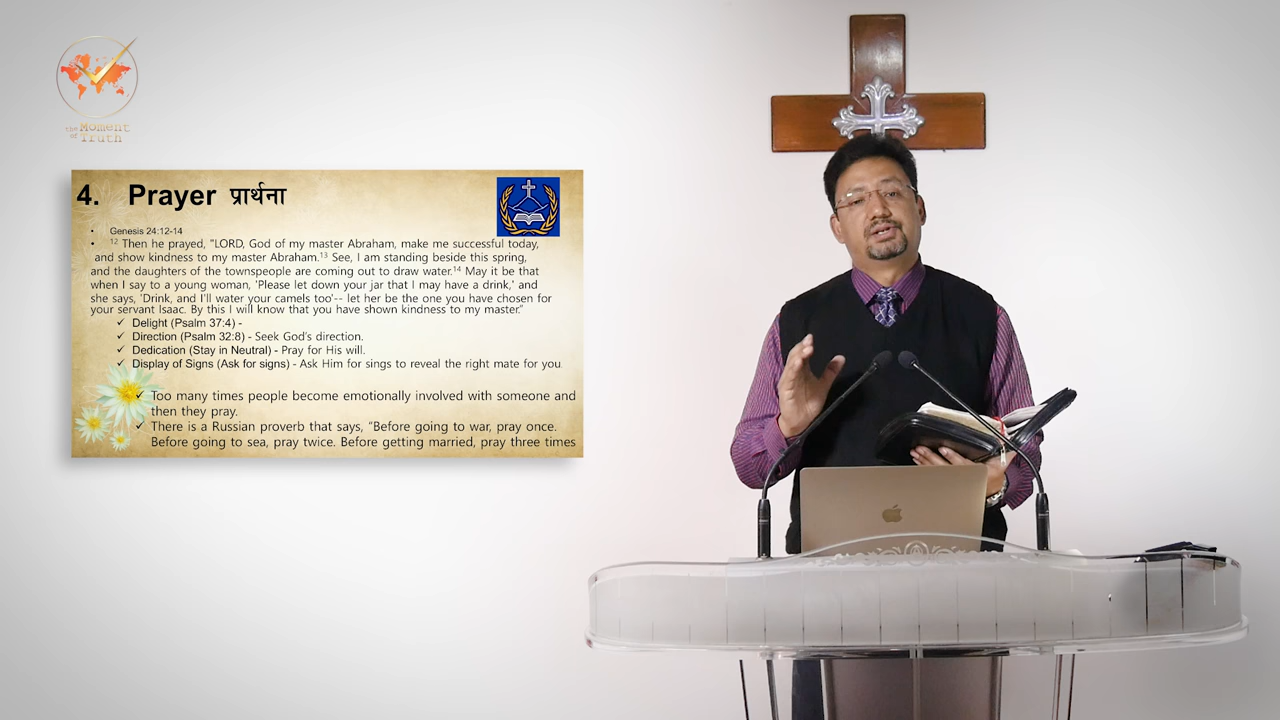 the Moment
of Truth
4. Prayer प्रार्थना
• Genesis 24:12-14
• 12 Then he prayed, "LORD, God of my master Abraham, make me successful today,
and show kindness to my master Abraham.13 See, I am standing beside this spring,
and the daughters of the townspeople are coming out to draw water.14 May it be that
when I say to a young woman, 'Please let down your jar that I may have a drink,' and
she says, 'Drink, and I'll water your camels too'-- let her be the one you have chosen for
your servant Isaac. By this I will know that you have shown kindness to my master."
✓ Delight (Psalm 37:4) -
✓ Direction (Psalm 32:8) - Seek God's direction.
✓ Dedication (Stay in Neutral) - Pray for His will.
✓ Display of Signs (Ask for signs) - Ask Him for sings to reveal the right mate for you.
✓ Too many times people become emotionally involved with someone and
then they pray.
✓ There is a Russian proverb that says, "Before going to war, pray once.
Before going to sea, pray twice. Before getting married, pray three times